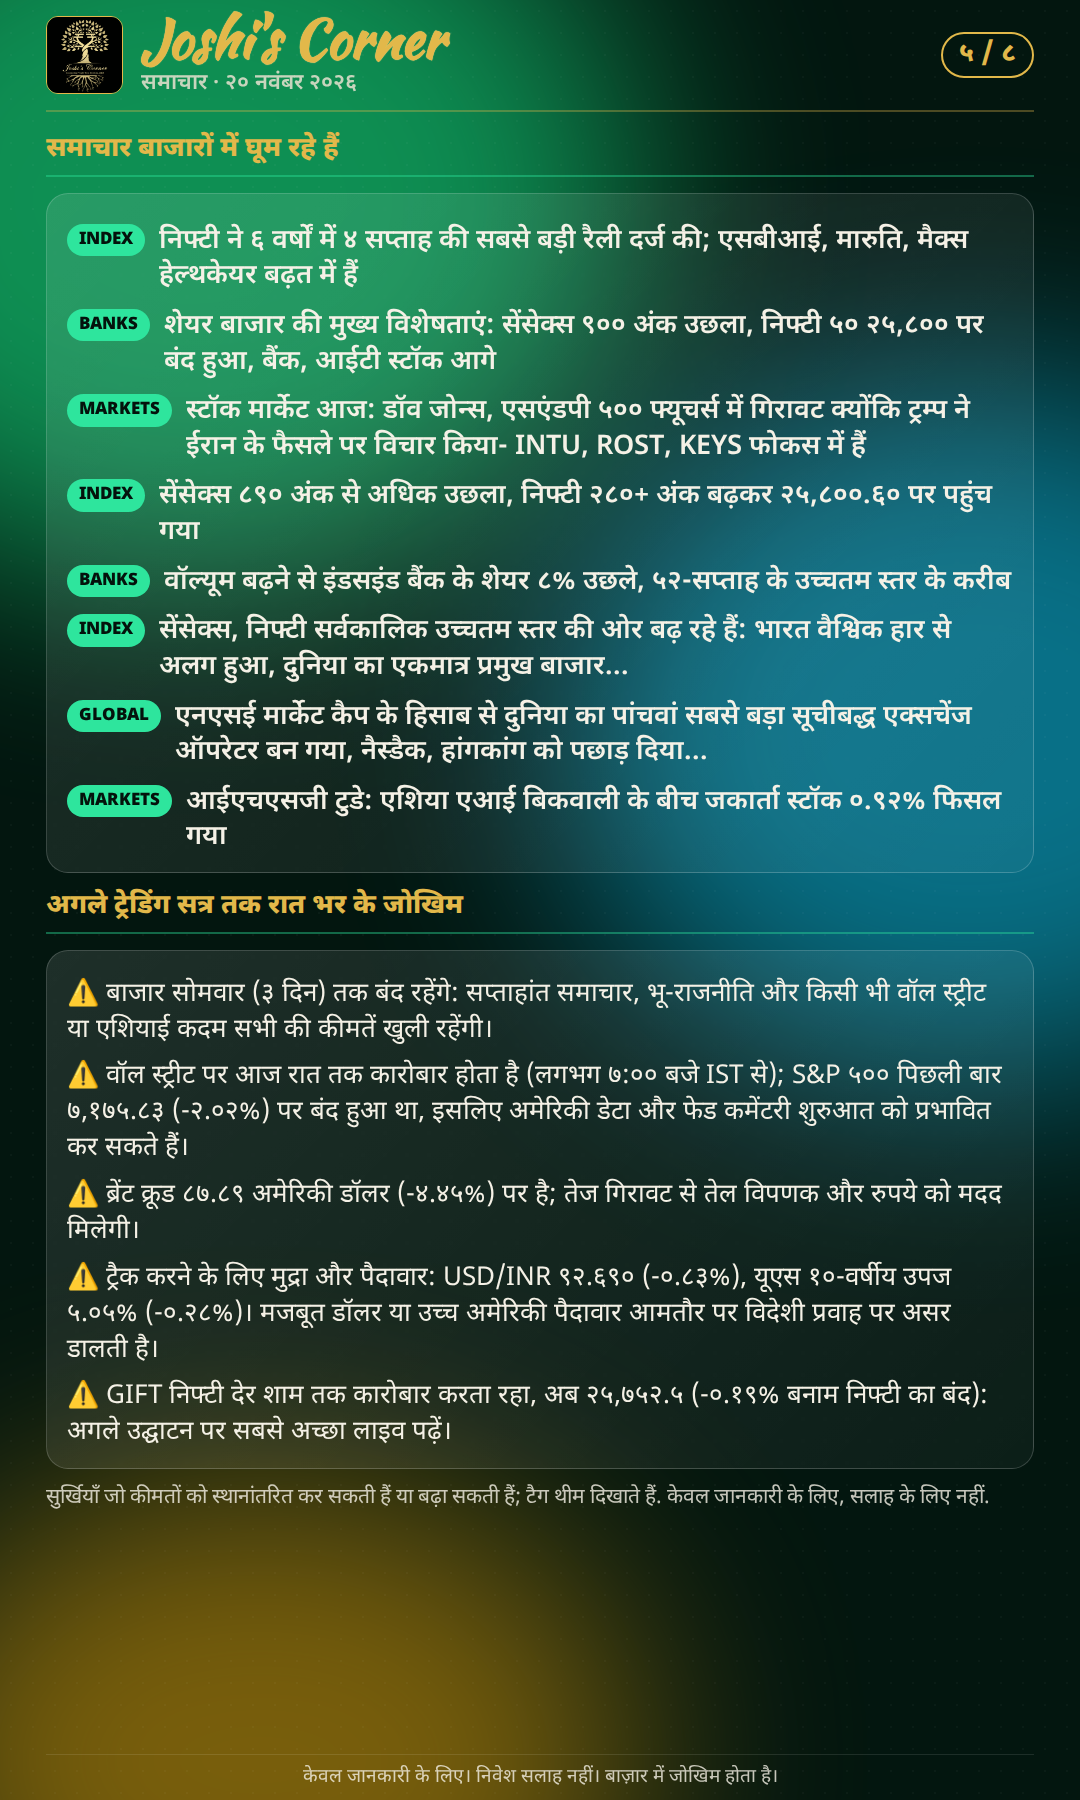 Joshi's Corner
समाचार · २० नवंबर २०२६
५ / ८
समाचार बाजारों में घूम रहे हैं
INDEX निफ्टी ने ६ वर्षों में ४ सप्ताह की सबसे बड़ी रैली दर्ज की; एसबीआई, मारुति, मैक्स
हेल्थकेयर बढ़त में हैं
BANKS शेयर बाजार की मुख्य विशेषताएं: सेंसेक्स ९०० अंक उछला, निफ्टी ५० २५,८०० पर
बंद हुआ, बैंक, आईटी स्टॉक आगे
MARKETS स्टॉक मार्केट आज: डॉव जोन्स, एसएंडपी ५०० फ्यूचर्स में गिरावट क्योंकि ट्रम्प ने
ईरान के फैसले पर विचार किया- INTU, ROST, KEYS फोकस में हैं
INDEX सेंसेक्स ८९० अंक से अधिक उछला, निफ्टी २८०+ अंक बढ़कर २५,८००.६० पर पहुंच
गया
BANKS वॉल्यूम बढ़ने से इंडसइंड बैंक के शेयर ८% उछले, ५२-सप्ताह के उच्चतम स्तर के करीब
INDEX सेंसेक्स, निफ्टी सर्वकालिक उच्चतम स्तर की ओर बढ़ रहे हैं: भारत वैश्विक हार से
अलग हुआ, दुनिया का एकमात्र प्रमुख बाजार...
GLOBAL एनएसई मार्केट कैप के हिसाब से दुनिया का पांचवां सबसे बड़ा सूचीबद्ध एक्सचेंज
ऑपरेटर बन गया, नैस्डैक, हांगकांग को पछाड़ दिया...
MARKETS आईएचएसजी टुडे: एशिया एआई बिकवाली के बीच जकार्ता स्टॉक ०.९२% फिसल
गया
अगले ट्रेडिंग सत्र तक रात भर के जोखिम
⚠️ बाजार सोमवार (३ दिन) तक बंद रहेंगे: सप्ताहांत समाचार, भू-राजनीति और किसी भी वॉल स्ट्रीट
या एशियाई कदम सभी की कीमतें खुली रहेंगी।
⚠️ वॉल स्ट्रीट पर आज रात तक कारोबार होता है (लगभग ७:०० बजे IST से); S&P ५०० पिछली बार
७,१७५.८३ (-२.०२%) पर बंद हुआ था, इसलिए अमेरिकी डेटा और फेड कमेंटरी शुरुआत को प्रभावित
कर सकते हैं।
⚠️ ब्रेंट क्रूड ८७.८९ अमेरिकी डॉलर (-४.४५%) पर है; तेज गिरावट से तेल विपणक और रुपये को मदद
मिलेगी।
⚠️ ट्रैक करने के लिए मुद्रा और पैदावार: USD/INR ९२.६९० (-०.८३%), यूएस १०-वर्षीय उपज
५.०५% (-०.२८%)। मजबूत डॉलर या उच्च अमेरिकी पैदावार आमतौर पर विदेशी प्रवाह पर असर
डालती है।
⚠️ GIFT निफ्टी देर शाम तक कारोबार करता रहा, अब २५,७५२.५ (-०.१९% बनाम निफ्टी का बंद):
अगले उद्घाटन पर सबसे अच्छा लाइव पढ़ें।
सुर्खियाँ जो कीमतों को स्थानांतरित कर सकती हैं या बढ़ा सकती हैं; टैग थीम दिखाते हैं. केवल जानकारी के लिए, सलाह के लिए नहीं.
केवल जानकारी के लिए। निवेश सलाह नहीं। बाज़ार में जोखिम होता है।